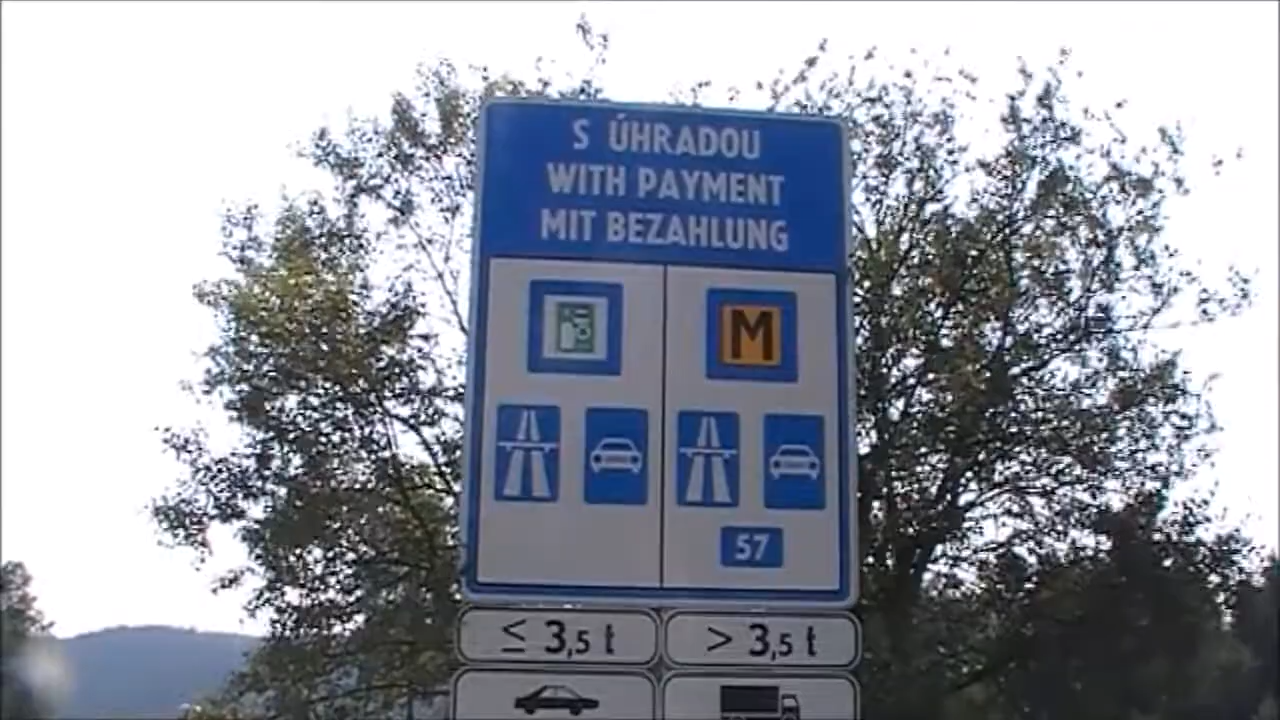 S ÚHRADOU
WITH PAYMENT
MIT BEZAHLUNG
M
57
≤ 3,5 t
> 3,5 t